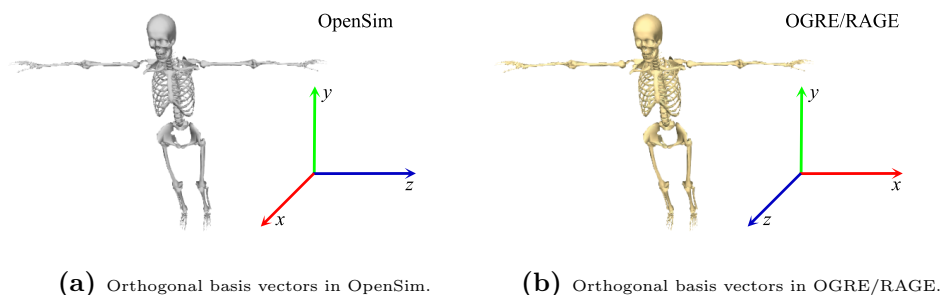 OpenSim
y
z
x
(a) Orthogonal basis vectors in OpenSim.
OGRE/RAGE
y
x
z
(b) Orthogonal basis vectors in OGRE/RAGE.